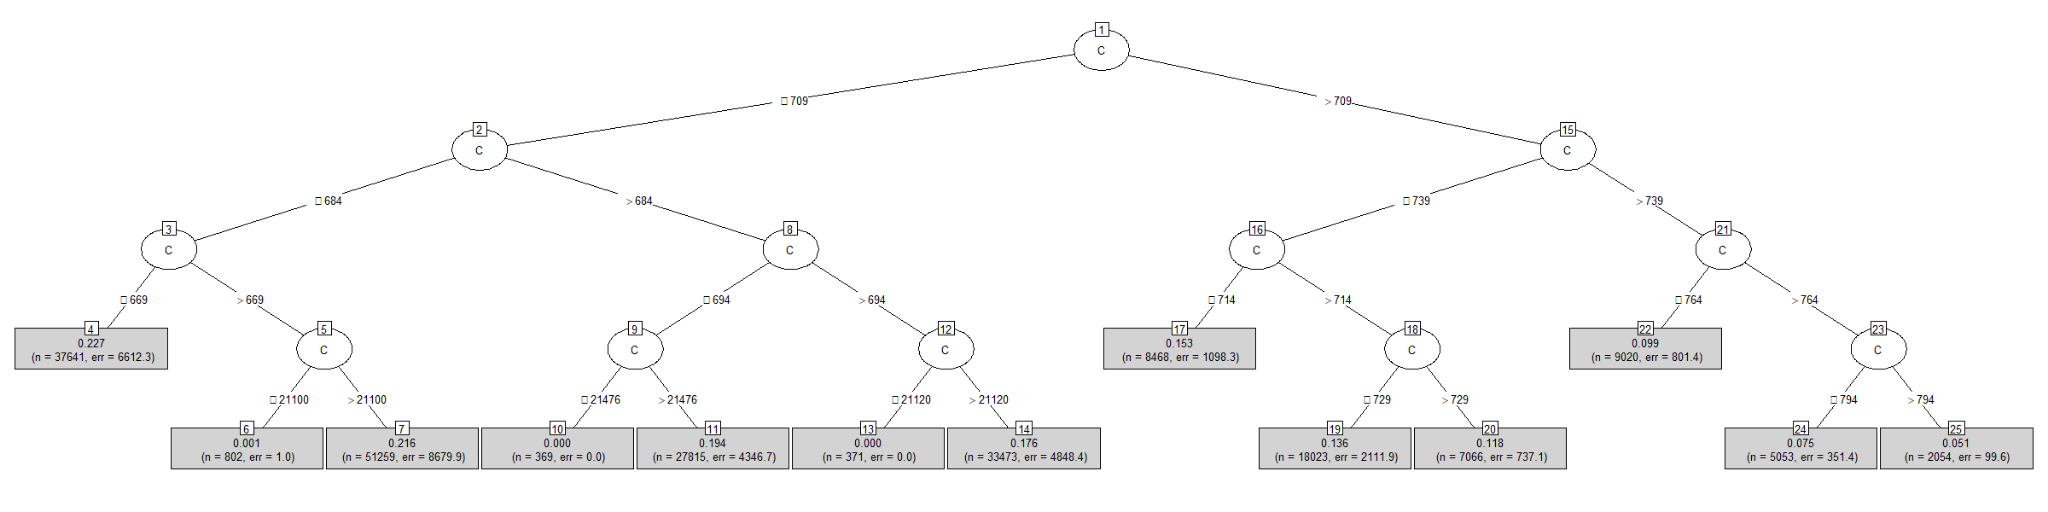 1
C
▯ 709
> 709
2
C
15
C
▯ 684
> 684
▯ 739
> 739
3
C
8
C
16
C
21
C
▯ 669
> 669
▯ 694
> 694
▯ 714
> 714
▯ 764
> 764
4
0.227
(n = 37641, err = 6612.3)
5
C
9
C
12
C
17
0.153
(n = 8468, err = 1098.3)
18
C
22
0.099
(n = 9020, err = 801.4)
23
C
▯ 21100
> 21100
▯ 21476
> 21476
▯ 21120
> 21120
▯ 729
> 729
▯ 794
> 794
6
0.001
(n = 802, err = 1.0)
7
0.216
(n = 51259, err = 8679.9)
10
0.000
(n = 369, err = 0.0)
11
0.194
(n = 27815, err = 4346.7)
13
0.000
(n = 371, err = 0.0)
14
0.176
(n = 33473, err = 4848.4)
19
0.136
(n = 18023, err = 2111.9)
20
0.118
(n = 7066, err = 737.1)
24
0.075
(n = 5053, err = 351.4)
25
0.051
(n = 2054, err = 99.6)